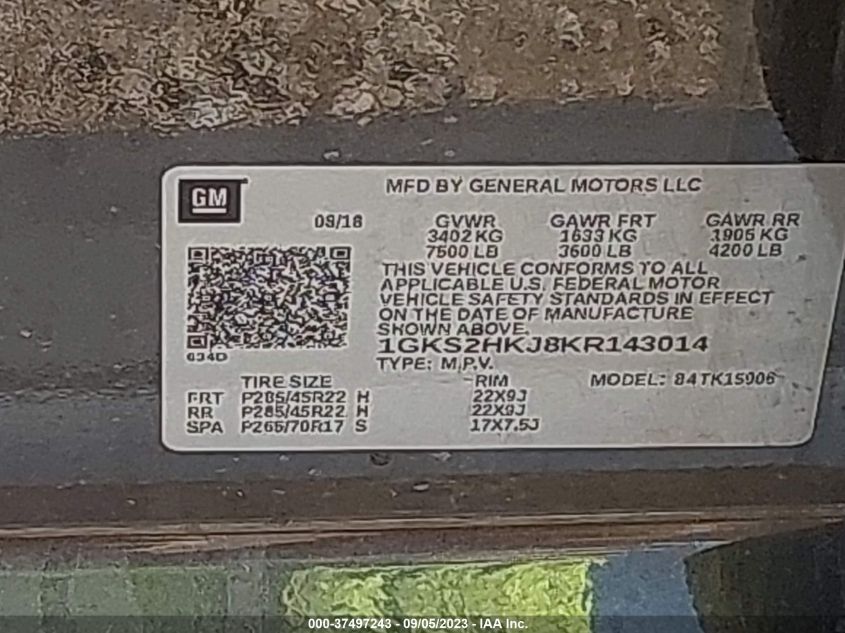 GM
MFD BY GENERAL MOTORS LLC
09/18 GVWR GAWR FRT GAWR RR
3402 KG 1633 KG 1905 KG
7500 LB 3600 LB 4200 LB
THIS VEHICLE CONFORMS TO ALL
APPLICABLE U.S. FEDERAL MOTOR
VEHICLE SAFETY STANDARDS IN EFFECT
ON THE DATE OF MANUFACTURE
SHOWN ABOVE.
034D
1GKS2HKJ8KR143014
TYPE: M.P.V.
TIRE SIZE RIM MODEL: 84TK15906
FRT P285/45R22 H 22X9J
RR P285/45R22 H 22X9J
SPA P265/70R17 S 17X7.5J
000-37497243 - 09/05/2023 - IAA Inc.